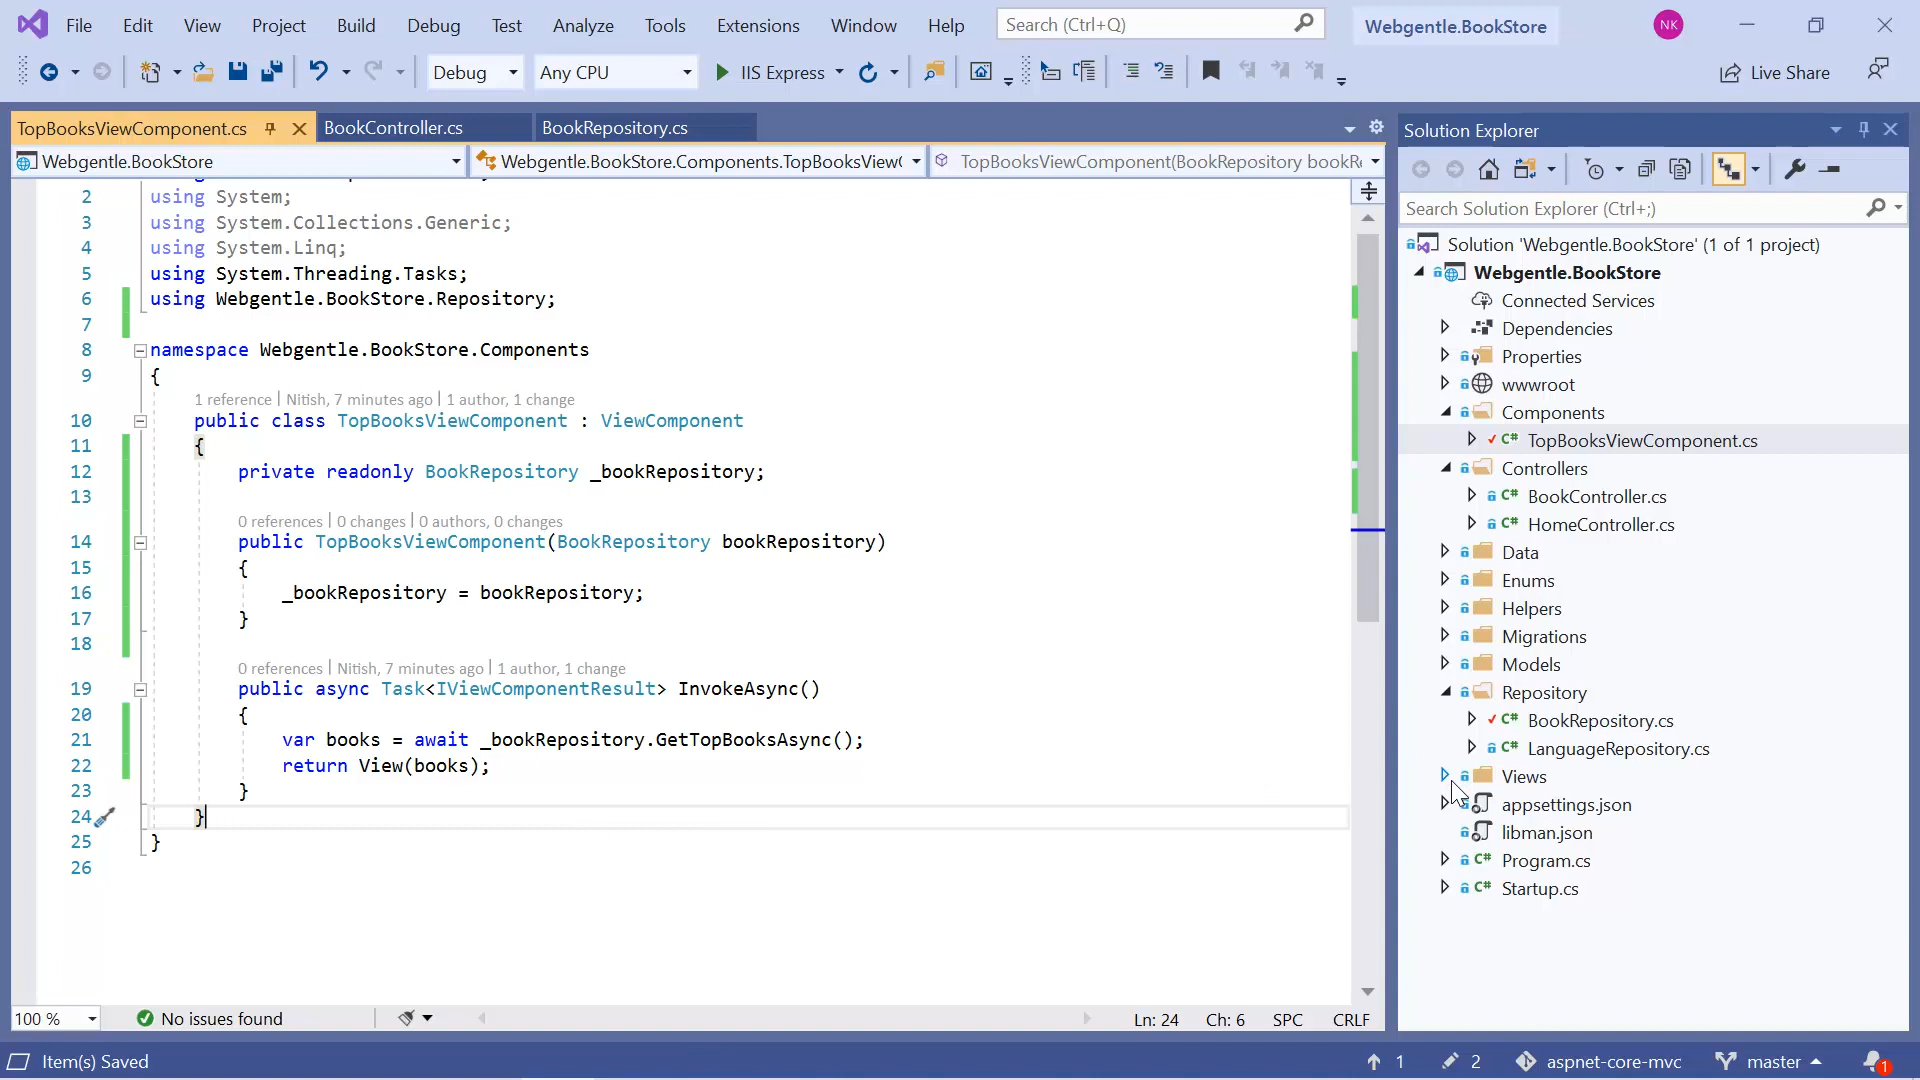 File Edit View Project Build Debug Test Analyze Tools Extensions Window Help Search (Ctrl+Q) Webgentle.BookStore NK
Debug Any CPU IIS Express Live Share
TopBooksViewComponent.cs BookController.cs BookRepository.cs
Webgentle.BookStore Webgentle.BookStore.Components.TopBooksView( TopBooksViewComponent(BookRepository bookR
2 using System;
3 using System.Collections.Generic;
4 using System.Linq;
5 using System.Threading.Tasks;
6 using Webgentle.BookStore.Repository;
7
8 namespace Webgentle.BookStore.Components
9 {
1 reference | Nitish, 7 minutes ago | 1 author, 1 change
10 public class TopBooksViewComponent : ViewComponent
11 {
12 private readonly BookRepository _bookRepository;
13
0 references | 0 changes | 0 authors, 0 changes
14 public TopBooksViewComponent(BookRepository bookRepository)
15 {
16 _bookRepository = bookRepository;
17 }
18
0 references | Nitish, 7 minutes ago | 1 author, 1 change
19 public async Task<IViewComponentResult> InvokeAsync()
20 {
21 var books = await _bookRepository.GetTopBooksAsync();
22 return View(books);
23 }
24 }
25 }
26
100 % No issues found Ln: 24 Ch: 6 SPC CRLF
Solution Explorer
Search Solution Explorer (Ctrl+;)
Solution 'Webgentle.BookStore' (1 of 1 project)
Webgentle.BookStore
Connected Services
Dependencies
Properties
wwwroot
Components
C# TopBooksViewComponent.cs
Controllers
C# BookController.cs
C# HomeController.cs
Data
Enums
Helpers
Migrations
Models
Repository
C# BookRepository.cs
C# LanguageRepository.cs
Views
appsettings.json
libman.json
C# Program.cs
C# Startup.cs
Item(s) Saved 1 2 aspnet-core-mvc master 1